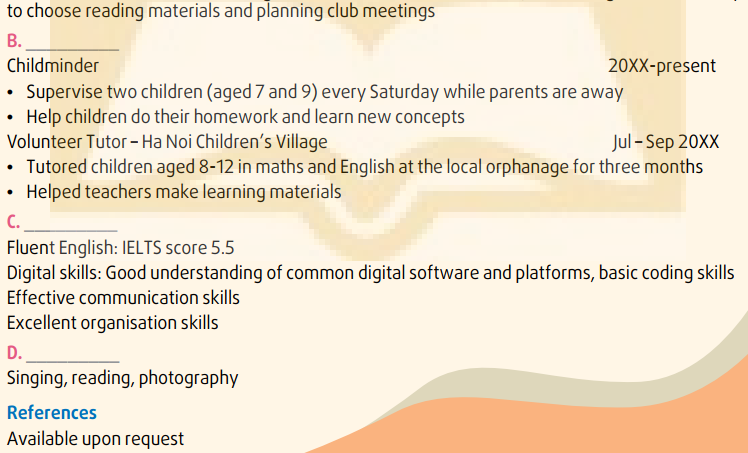 to choose reading materials and planning club meetings
B. __________
Childminder 20XX-present
• Supervise two children (aged 7 and 9) every Saturday while parents are away
• Help children do their homework and learn new concepts
Volunteer Tutor – Ha Noi Children's Village Jul – Sep 20XX
• Tutored children aged 8-12 in maths and English at the local orphanage for three months
• Helped teachers make learning materials
C. __________
Fluent English: IELTS score 5.5
Digital skills: Good understanding of common digital software and platforms, basic coding skills
Effective communication skills
Excellent organisation skills
D. __________
Singing, reading, photography
References
Available upon request